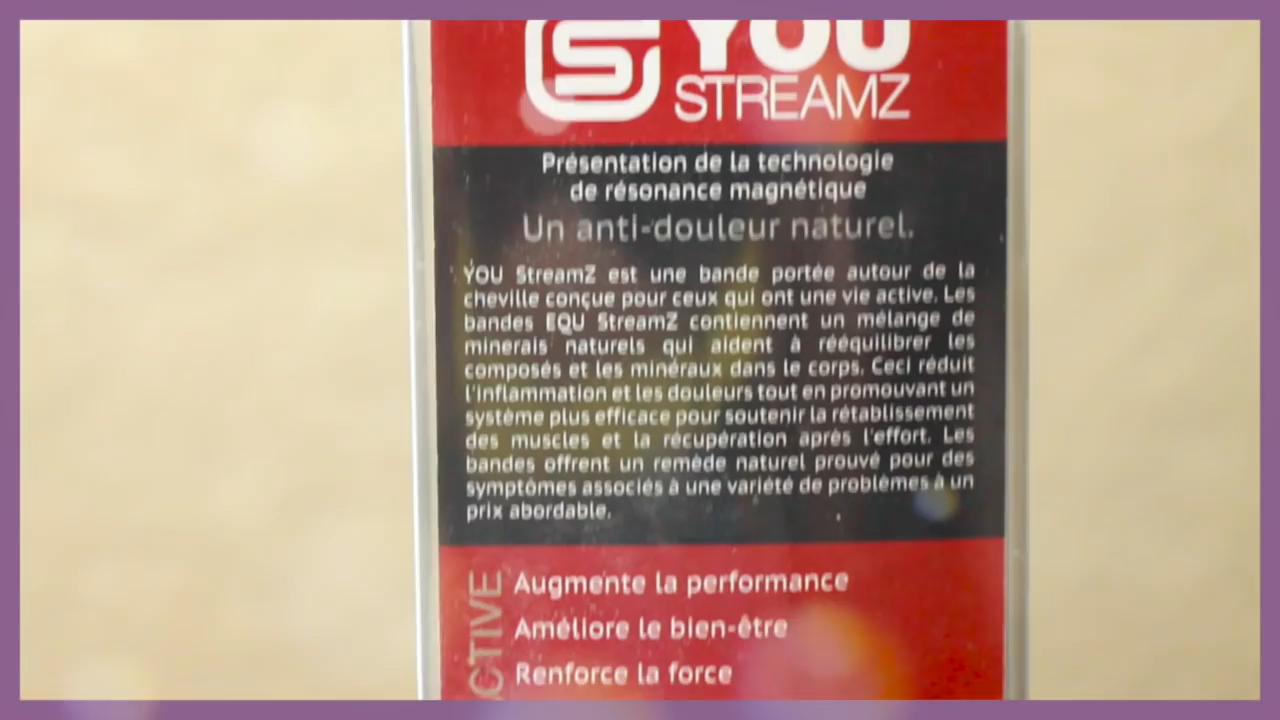 YOU
STREAMZ
Présentation de la technologie
de résonance magnétique
Un anti-douleur naturel.
YOU StreamZ est une bande portée autour de la
cheville conçue pour ceux qui ont une vie active. Les
bandes EQU StreamZ contiennent un mélange de
minerais naturels qui aident à rééquilibrer les
composés et les minéraux dans le corps. Ceci réduit
l'inflammation et les douleurs tout en promouvant un
système plus efficace pour soutenir la rétablissement
des muscles et la récupération après l'effort. Les
bandes offrent un remède naturel prouvé pour des
symptômes associés à une variété de problèmes à un
prix abordable.
Augmente la performance
Améliore le bien-être
Renforce la force